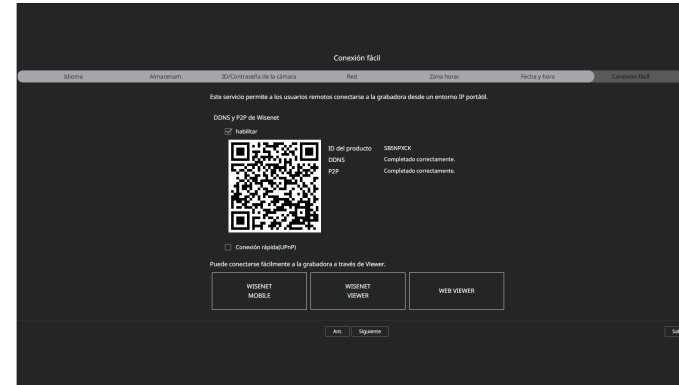 Conexión fácil
Idioma
Almacenam.
ID/Contraseña de la cámara
Red
Zona horar.
Fecha y hora
Conexión fácil
Este servicio permite a los usuarios remotos conectarse a la grabadora desde un entorno IP portátil.
DDNS y P2P de Wisenet
habilitar
ID del producto SB5NPXCK
DDNS Completado correctamente.
P2P Completado correctamente.
Conexión rápida(UPnP)
Puede conectarse fácilmente a la grabadora a través de Viewer.
WISENET
MOBILE
WISENET
VIEWER
WEB VIEWER
Ant.
Siguiente